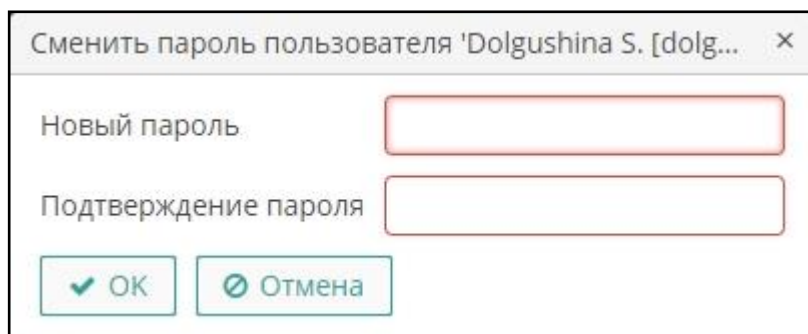 Сменить пароль пользователя 'Dolgushina S. [dolg...
Новый пароль
Подтверждение пароля
OK Отмена